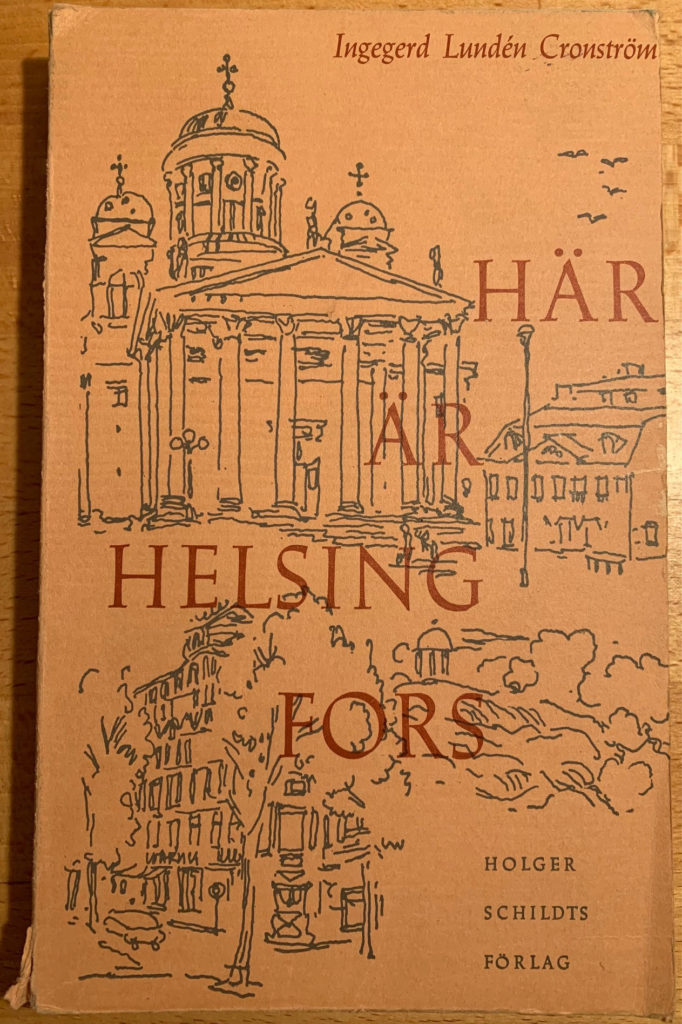 Ingegerd Lundén Cronström
HÄR
ÄR
HELSING
FORS
HOLGER
SCHILDTS
FÖRLAG